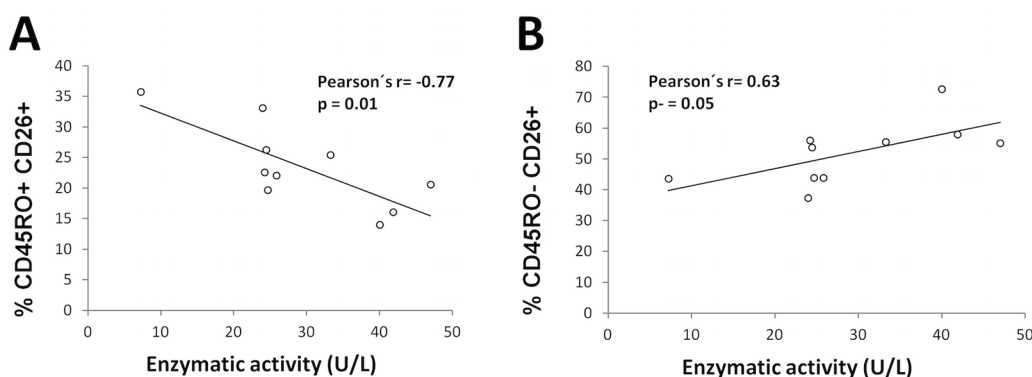 A
Pearson´s r= -0.77
p = 0.01
% CD45RO+ CD26+
40
35
30
25
20
15
10
5
0
0 10 20 30 40 50
Enzymatic activity (U/L)
B
Pearson´s r= 0.63
p- = 0.05
% CD45RO- CD26+
80
70
60
50
40
30
20
10
0
0 10 20 30 40 50
Enzymatic activity (U/L)